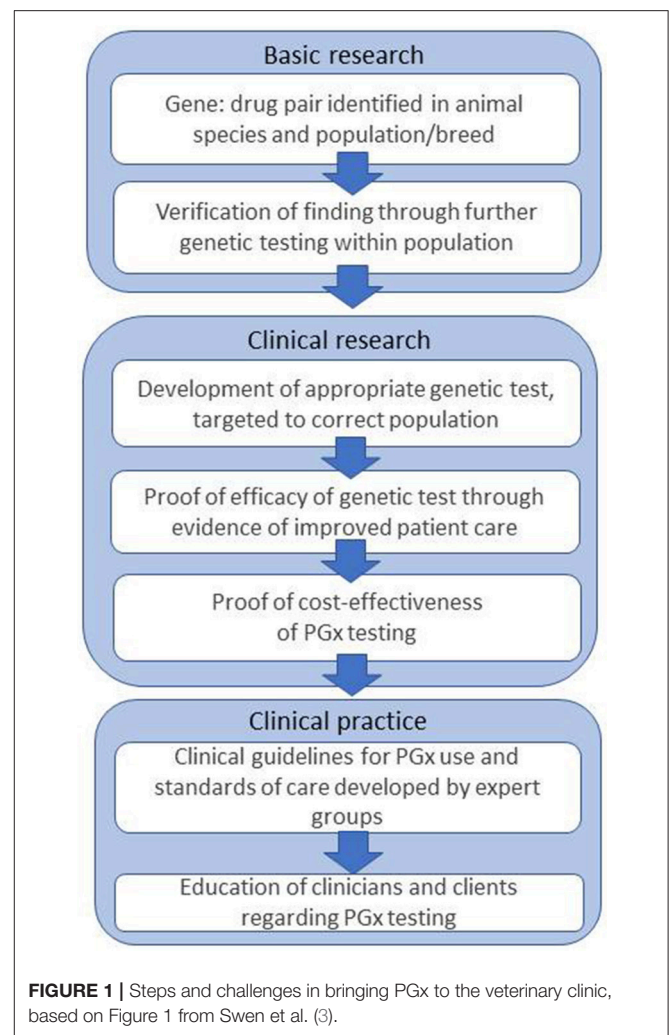 Basic research
Gene: drug pair identified in animal
species and population/breed
Verification of finding through further
genetic testing within population
Clinical research
Development of appropriate genetic test,
targeted to correct population
Proof of efficacy of genetic test through
evidence of improved patient care
Proof of cost-effectiveness
of PGx testing
Clinical practice
Clinical guidelines for PGx use and
standards of care developed by expert
groups
Education of clinicians and clients
regarding PGx testing
FIGURE 1 | Steps and challenges in bringing PGx to the veterinary clinic,
based on Figure 1 from Swen et al. (3).